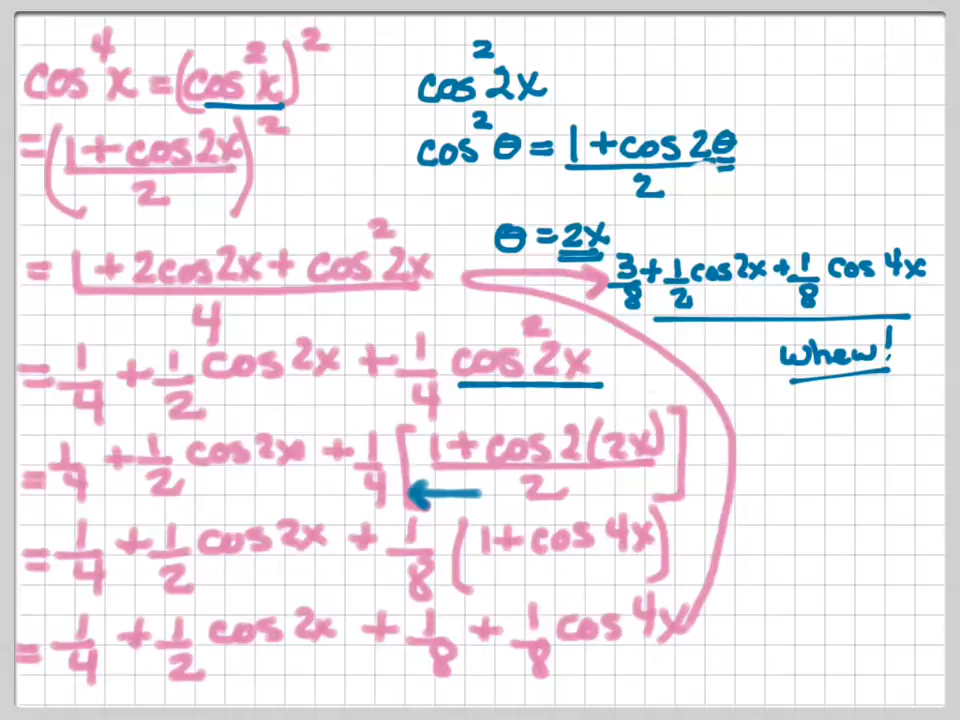 cos⁴x = (cos²x)²
= ((1 + cos2x)/2)²
= (1 + 2cos2x + cos²2x)/4
= 1/4 + 1/2 cos2x + 1/4 cos²2x
= 1/4 + 1/2 cos2x + 1/4 [(1 + cos2(2x))/2]
= 1/4 + 1/2 cos2x + 1/8 (1 + cos4x)
= 1/4 + 1/2 cos2x + 1/8 + 1/8 cos4x
cos²2x
cos²θ = (1 + cos2θ)/2
θ = 2x
3/8 + 1/2 cos2x + 1/8 cos4x
whew!